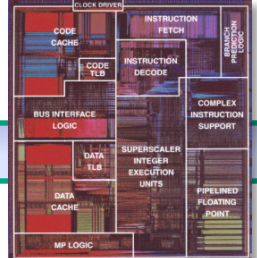 CLOCK DRIVER
CODE
CACHE
CODE
TLB
INSTRUCTION
FETCH
BRANCH
PREDICTION
LOGIC
INSTRUCTION
DECODE
BUS INTERFACE
LOGIC
COMPLEX
INSTRUCTION
SUPPORT
DATA
TLB
SUPERSCALER
INTEGER
EXECUTION
UNITS
DATA
CACHE
PIPELINED
FLOATING
POINT
MP LOGIC